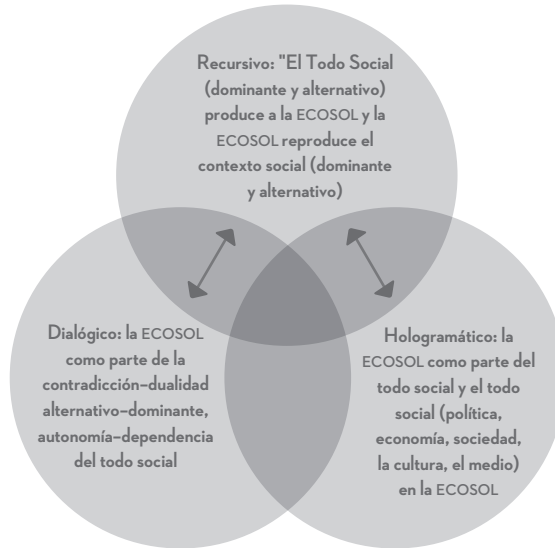 Recursivo: "El Todo Social
(dominante y alternativo)
produce a la ECOSOL y la
ECOSOL reproduce el
contexto social (dominante
y alternativo)
Dialógico: la ECOSOL
como parte de la
contradicción-dualidad
alternativo-dominante,
autonomía-dependencia
del todo social
Hologramático: la
ECOSOL como parte del
todo social y el todo
social (política,
economía, sociedad,
la cultura, el medio)
en la ECOSOL